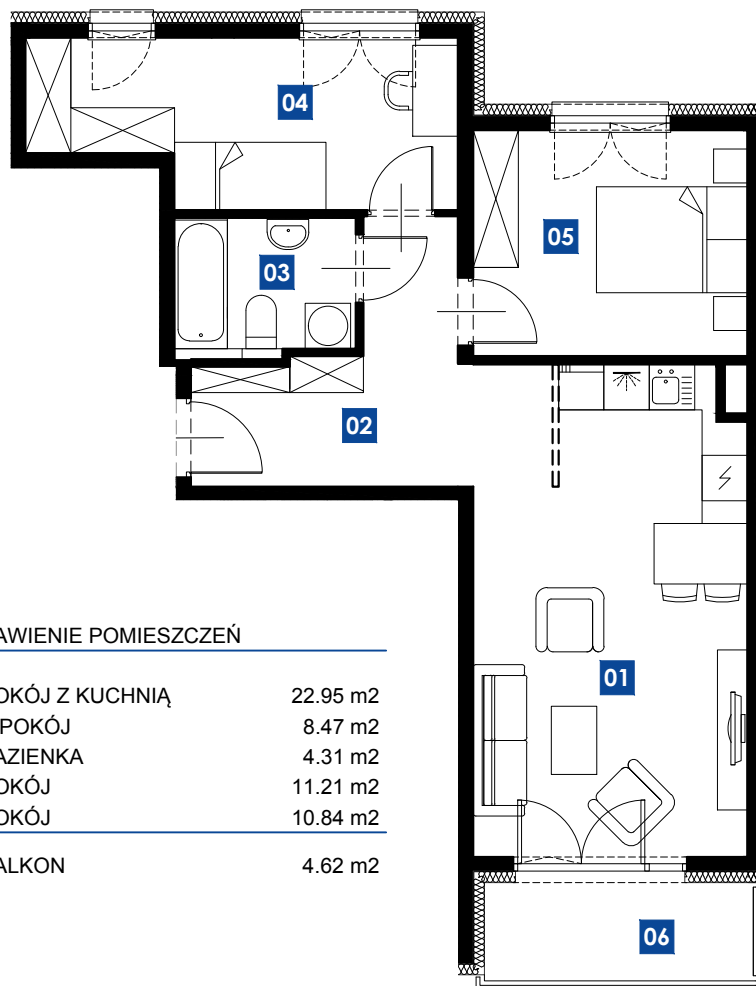 04
05
03
02
01
06
AWIENIE POMIESZCZEŃ
OKÓJ Z KUCHNIĄ 22.95 m2
POKÓJ 8.47 m2
AZIENKA 4.31 m2
OKÓJ 11.21 m2
OKÓJ 10.84 m2
ALKON 4.62 m2